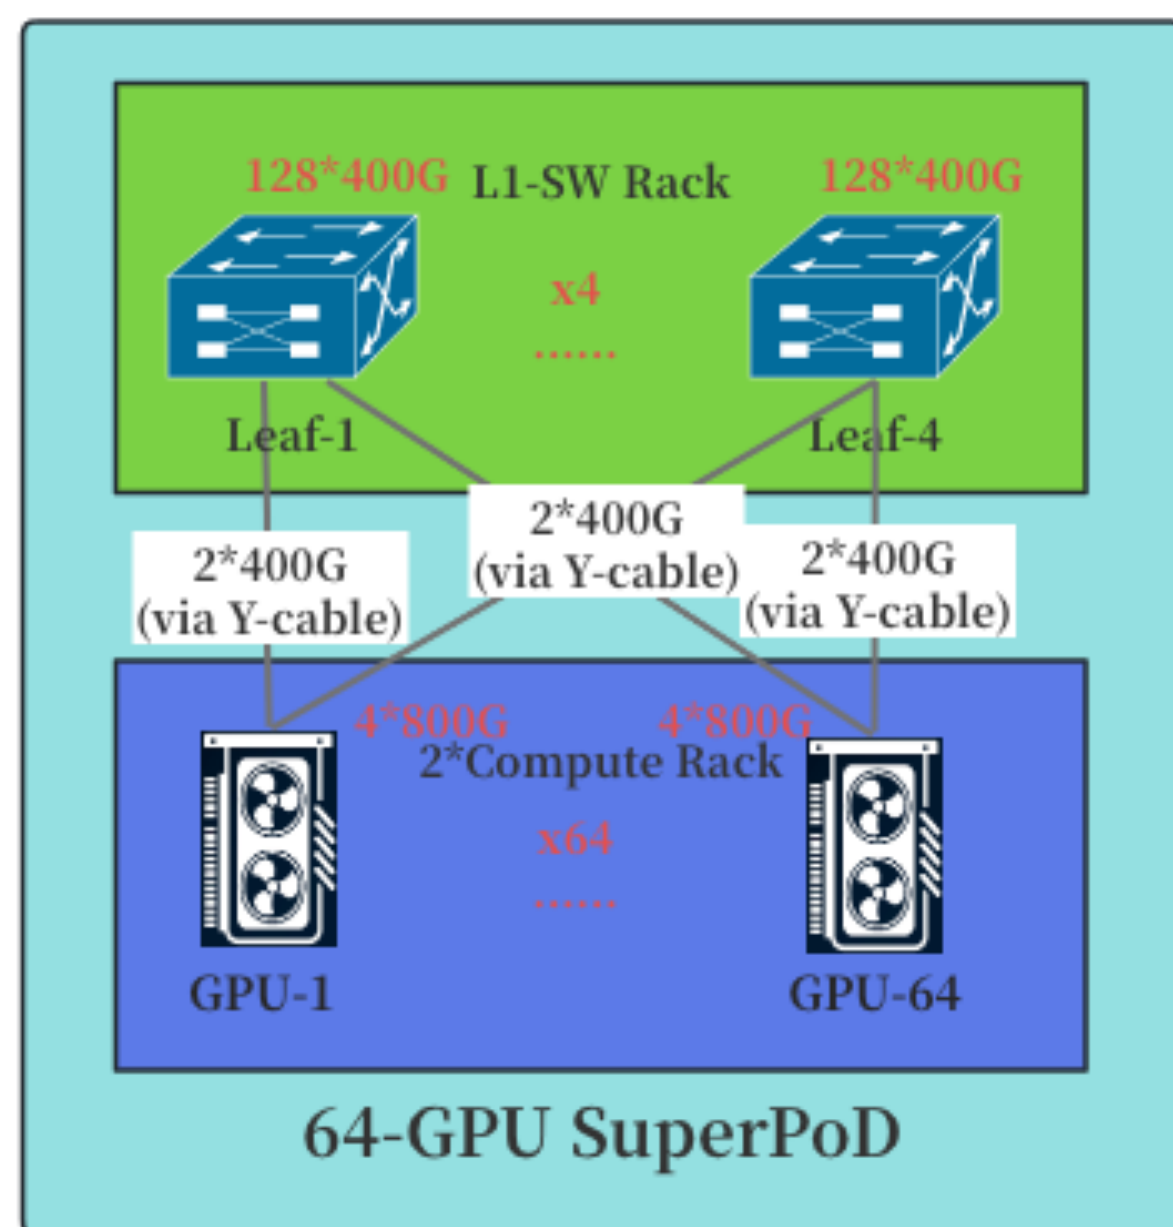 128*400G
L1-SW Rack
128*400G
x4
......
Leaf-1
Leaf-4
2*400G
(via Y-cable)
2*400G
(via Y-cable)
2*400G
(via Y-cable)
4*800G
4*800G
2*Compute Rack
x64
......
GPU-1
GPU-64
64-GPU SuperPoD